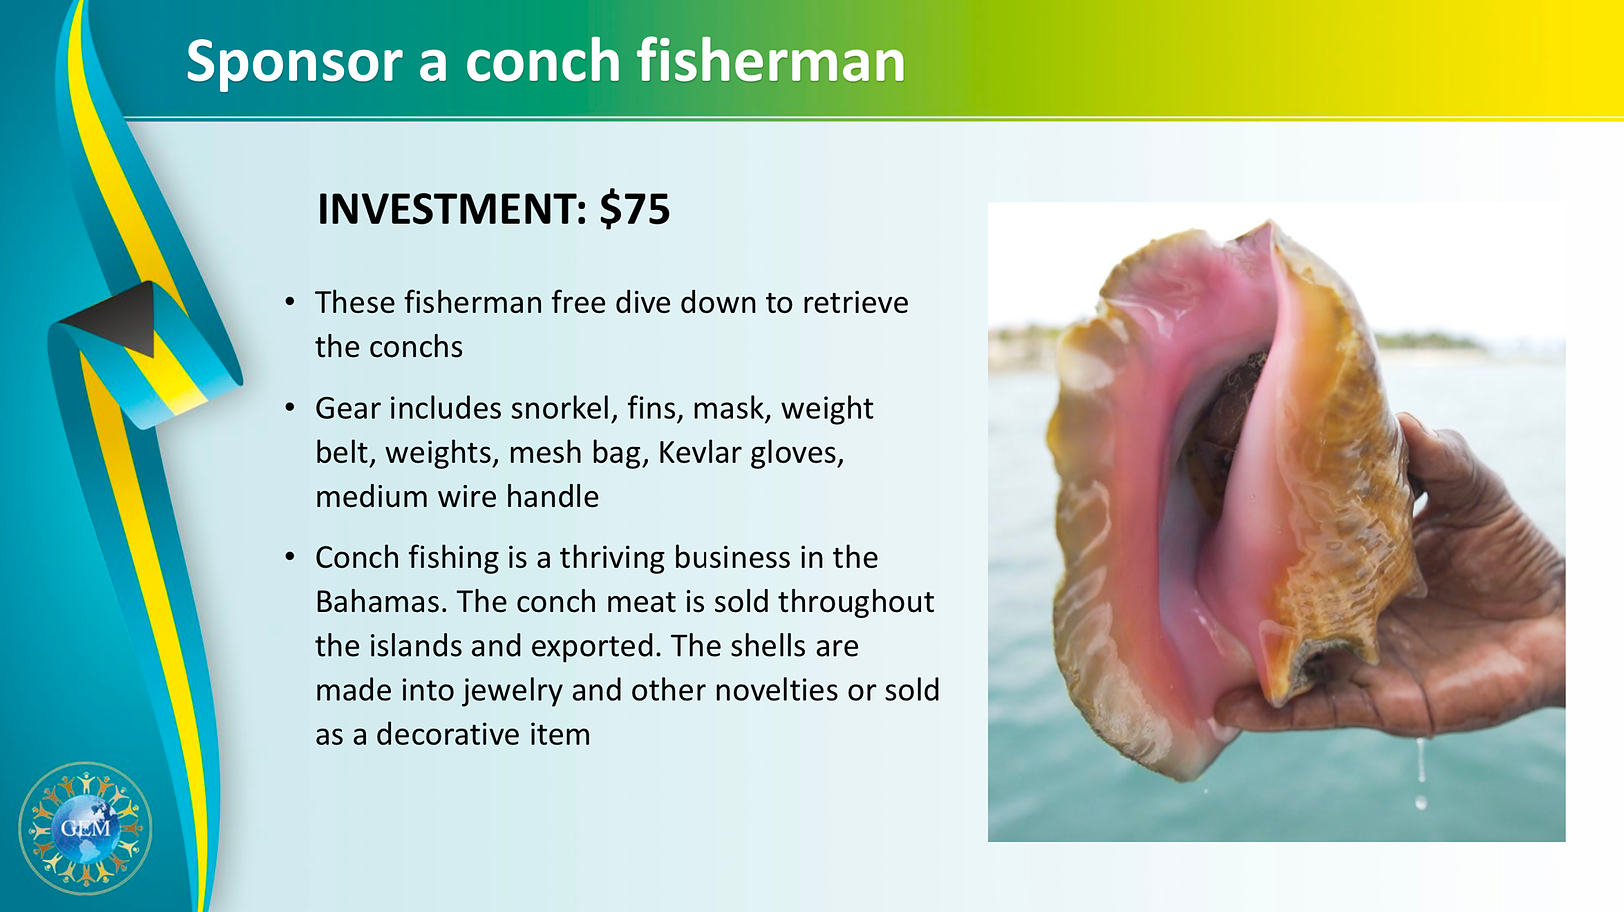 Sponsor a conch fisherman
INVESTMENT: $75
• These fisherman free dive down to retrieve
the conchs
• Gear includes snorkel, fins, mask, weight
belt, weights, mesh bag, Kevlar gloves,
medium wire handle
• Conch fishing is a thriving business in the
Bahamas. The conch meat is sold throughout
the islands and exported. The shells are
made into jewelry and other novelties or sold
as a decorative item
GEM